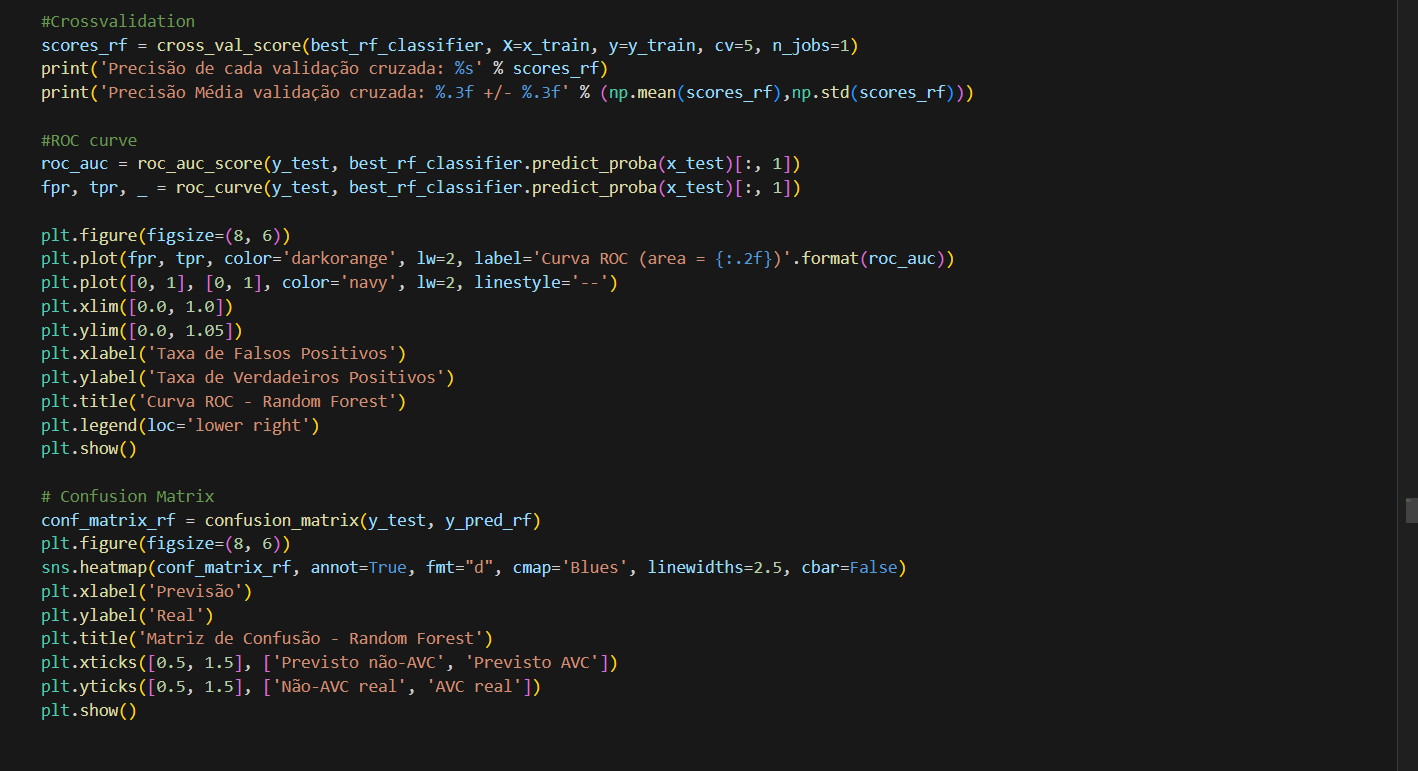 #Crossvalidation
scores_rf = cross_val_score(best_rf_classifier, X=x_train, y=y_train, cv=5, n_jobs=1)
print('Precisão de cada validação cruzada: %s' % scores_rf)
print('Precisão Média validação cruzada: %.3f +/- %.3f' % (np.mean(scores_rf),np.std(scores_rf)))
#ROC curve
roc_auc = roc_auc_score(y_test, best_rf_classifier.predict_proba(x_test)[:, 1])
fpr, tpr, _ = roc_curve(y_test, best_rf_classifier.predict_proba(x_test)[:, 1])
plt.figure(figsize=(8, 6))
plt.plot(fpr, tpr, color='darkorange', lw=2, label='Curva ROC (area = {:.2f})'.format(roc_auc))
plt.plot([0, 1], [0, 1], color='navy', lw=2, linestyle='--')
plt.xlim([0.0, 1.0])
plt.ylim([0.0, 1.05])
plt.xlabel('Taxa de Falsos Positivos')
plt.ylabel('Taxa de Verdadeiros Positivos')
plt.title('Curva ROC - Random Forest')
plt.legend(loc='lower right')
plt.show()
# Confusion Matrix
conf_matrix_rf = confusion_matrix(y_test, y_pred_rf)
plt.figure(figsize=(8, 6))
sns.heatmap(conf_matrix_rf, annot=True, fmt="d", cmap='Blues', linewidths=2.5, cbar=False)
plt.xlabel('Previsão')
plt.ylabel('Real')
plt.title('Matriz de Confusão - Random Forest')
plt.xticks([0.5, 1.5], ['Previsto não-AVC', 'Previsto AVC'])
plt.yticks([0.5, 1.5], ['Não-AVC real', 'AVC real'])
plt.show()